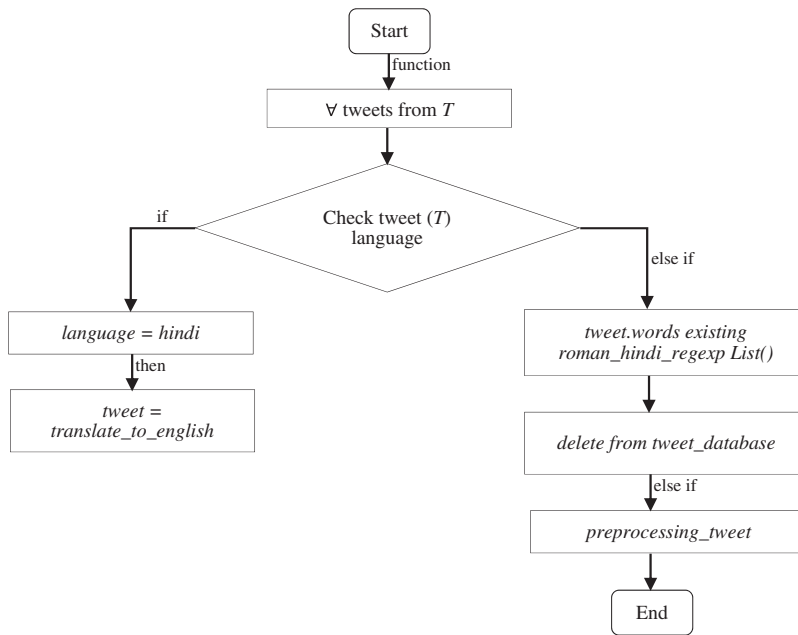 Start
function
∀ tweets from T
Check tweet (T)
language
if
else if
language = hindi
then
tweet =
translate_to_english
tweet.words existing
roman_hindi_regexp List()
delete from tweet_database
else if
preprocessing_tweet
End